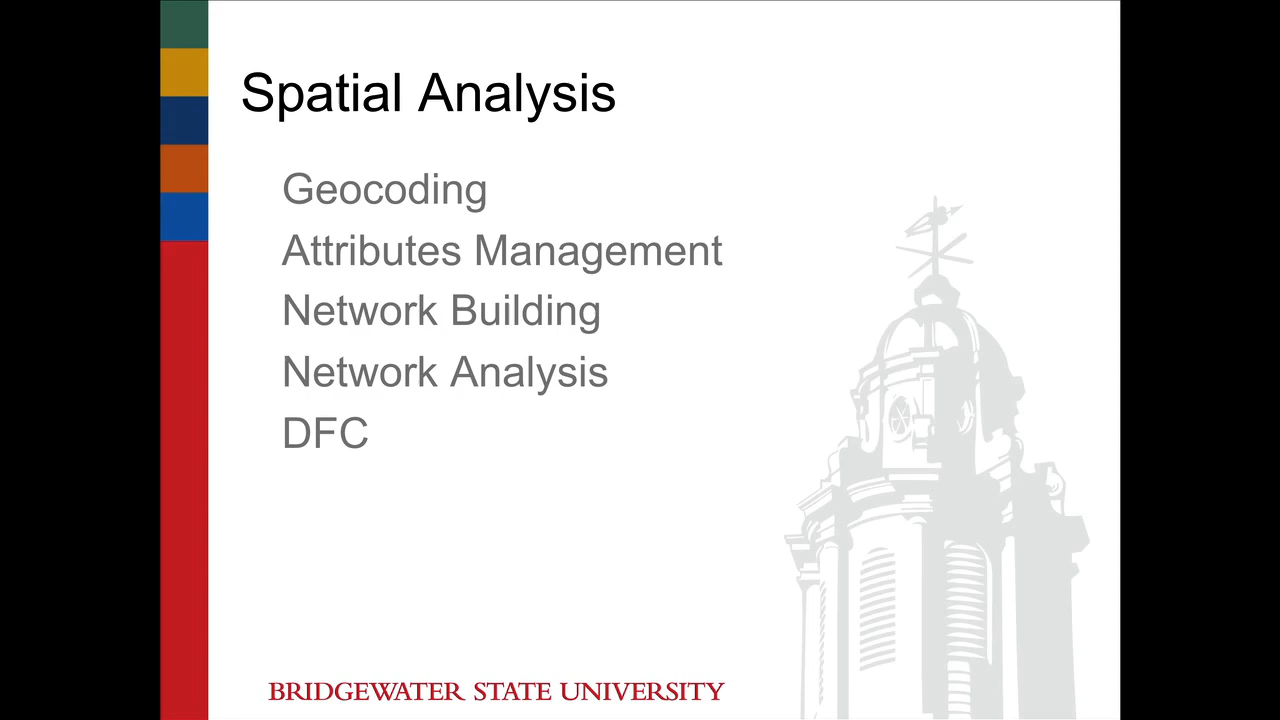 Spatial Analysis
Geocoding
Attributes Management
Network Building
Network Analysis
DFC
BRIDGEWATER STATE UNIVERSITY